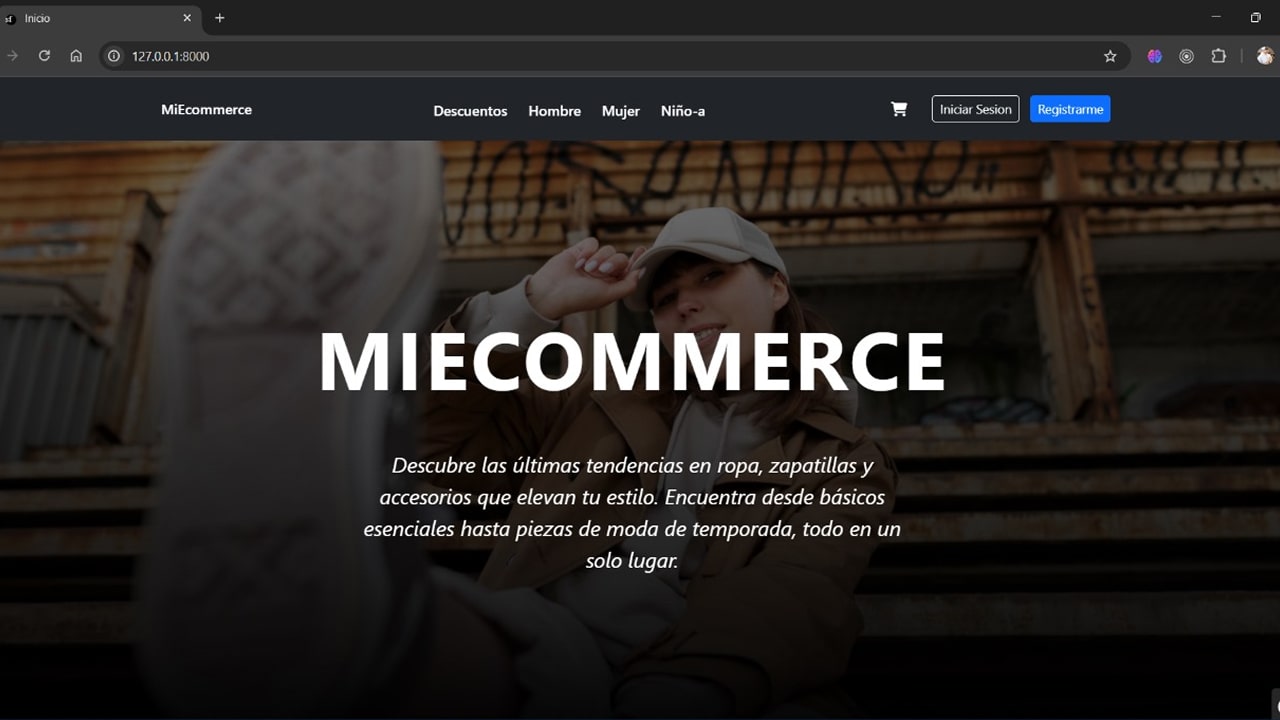 Inicio
127.0.0.1:8000
MiEcommerce
Descuentos Hombre Mujer Niño-a
Iniciar Sesion Registrarme
MIECOMMERCE
Descubre las últimas tendencias en ropa, zapatillas y
accesorios que elevan tu estilo. Encuentra desde básicos
esenciales hasta piezas de moda de temporada, todo en un
solo lugar.